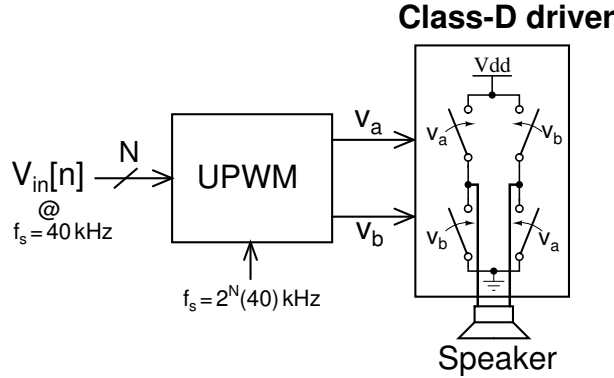 Class-D driver
Vdd
v_a
v_b
v_b
v_a
V_in[n]
@
f_s = 40 kHz
N
UPWM
v_a
v_b
f_s = 2^N(40) kHz
Speaker